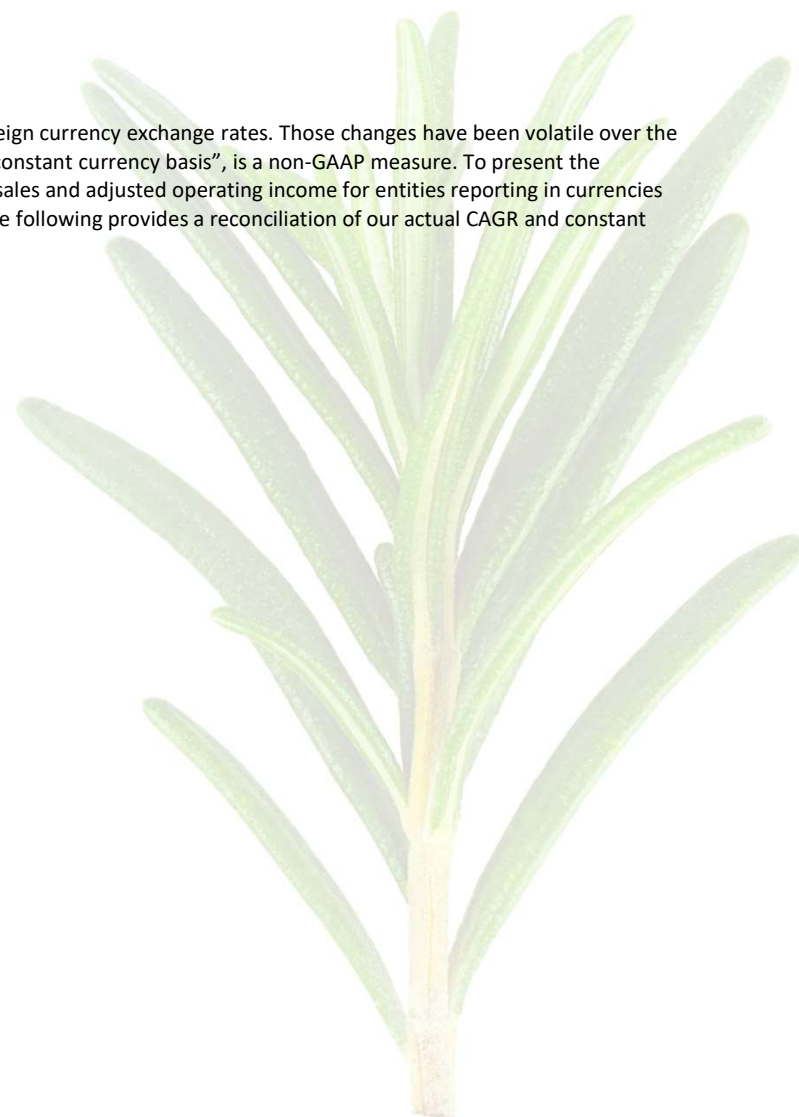 eign currency exchange rates. Those changes have been volatile over the
constant currency basis”, is a non-GAAP measure. To present the
sales and adjusted operating income for entities reporting in currencies
e following provides a reconciliation of our actual CAGR and constant